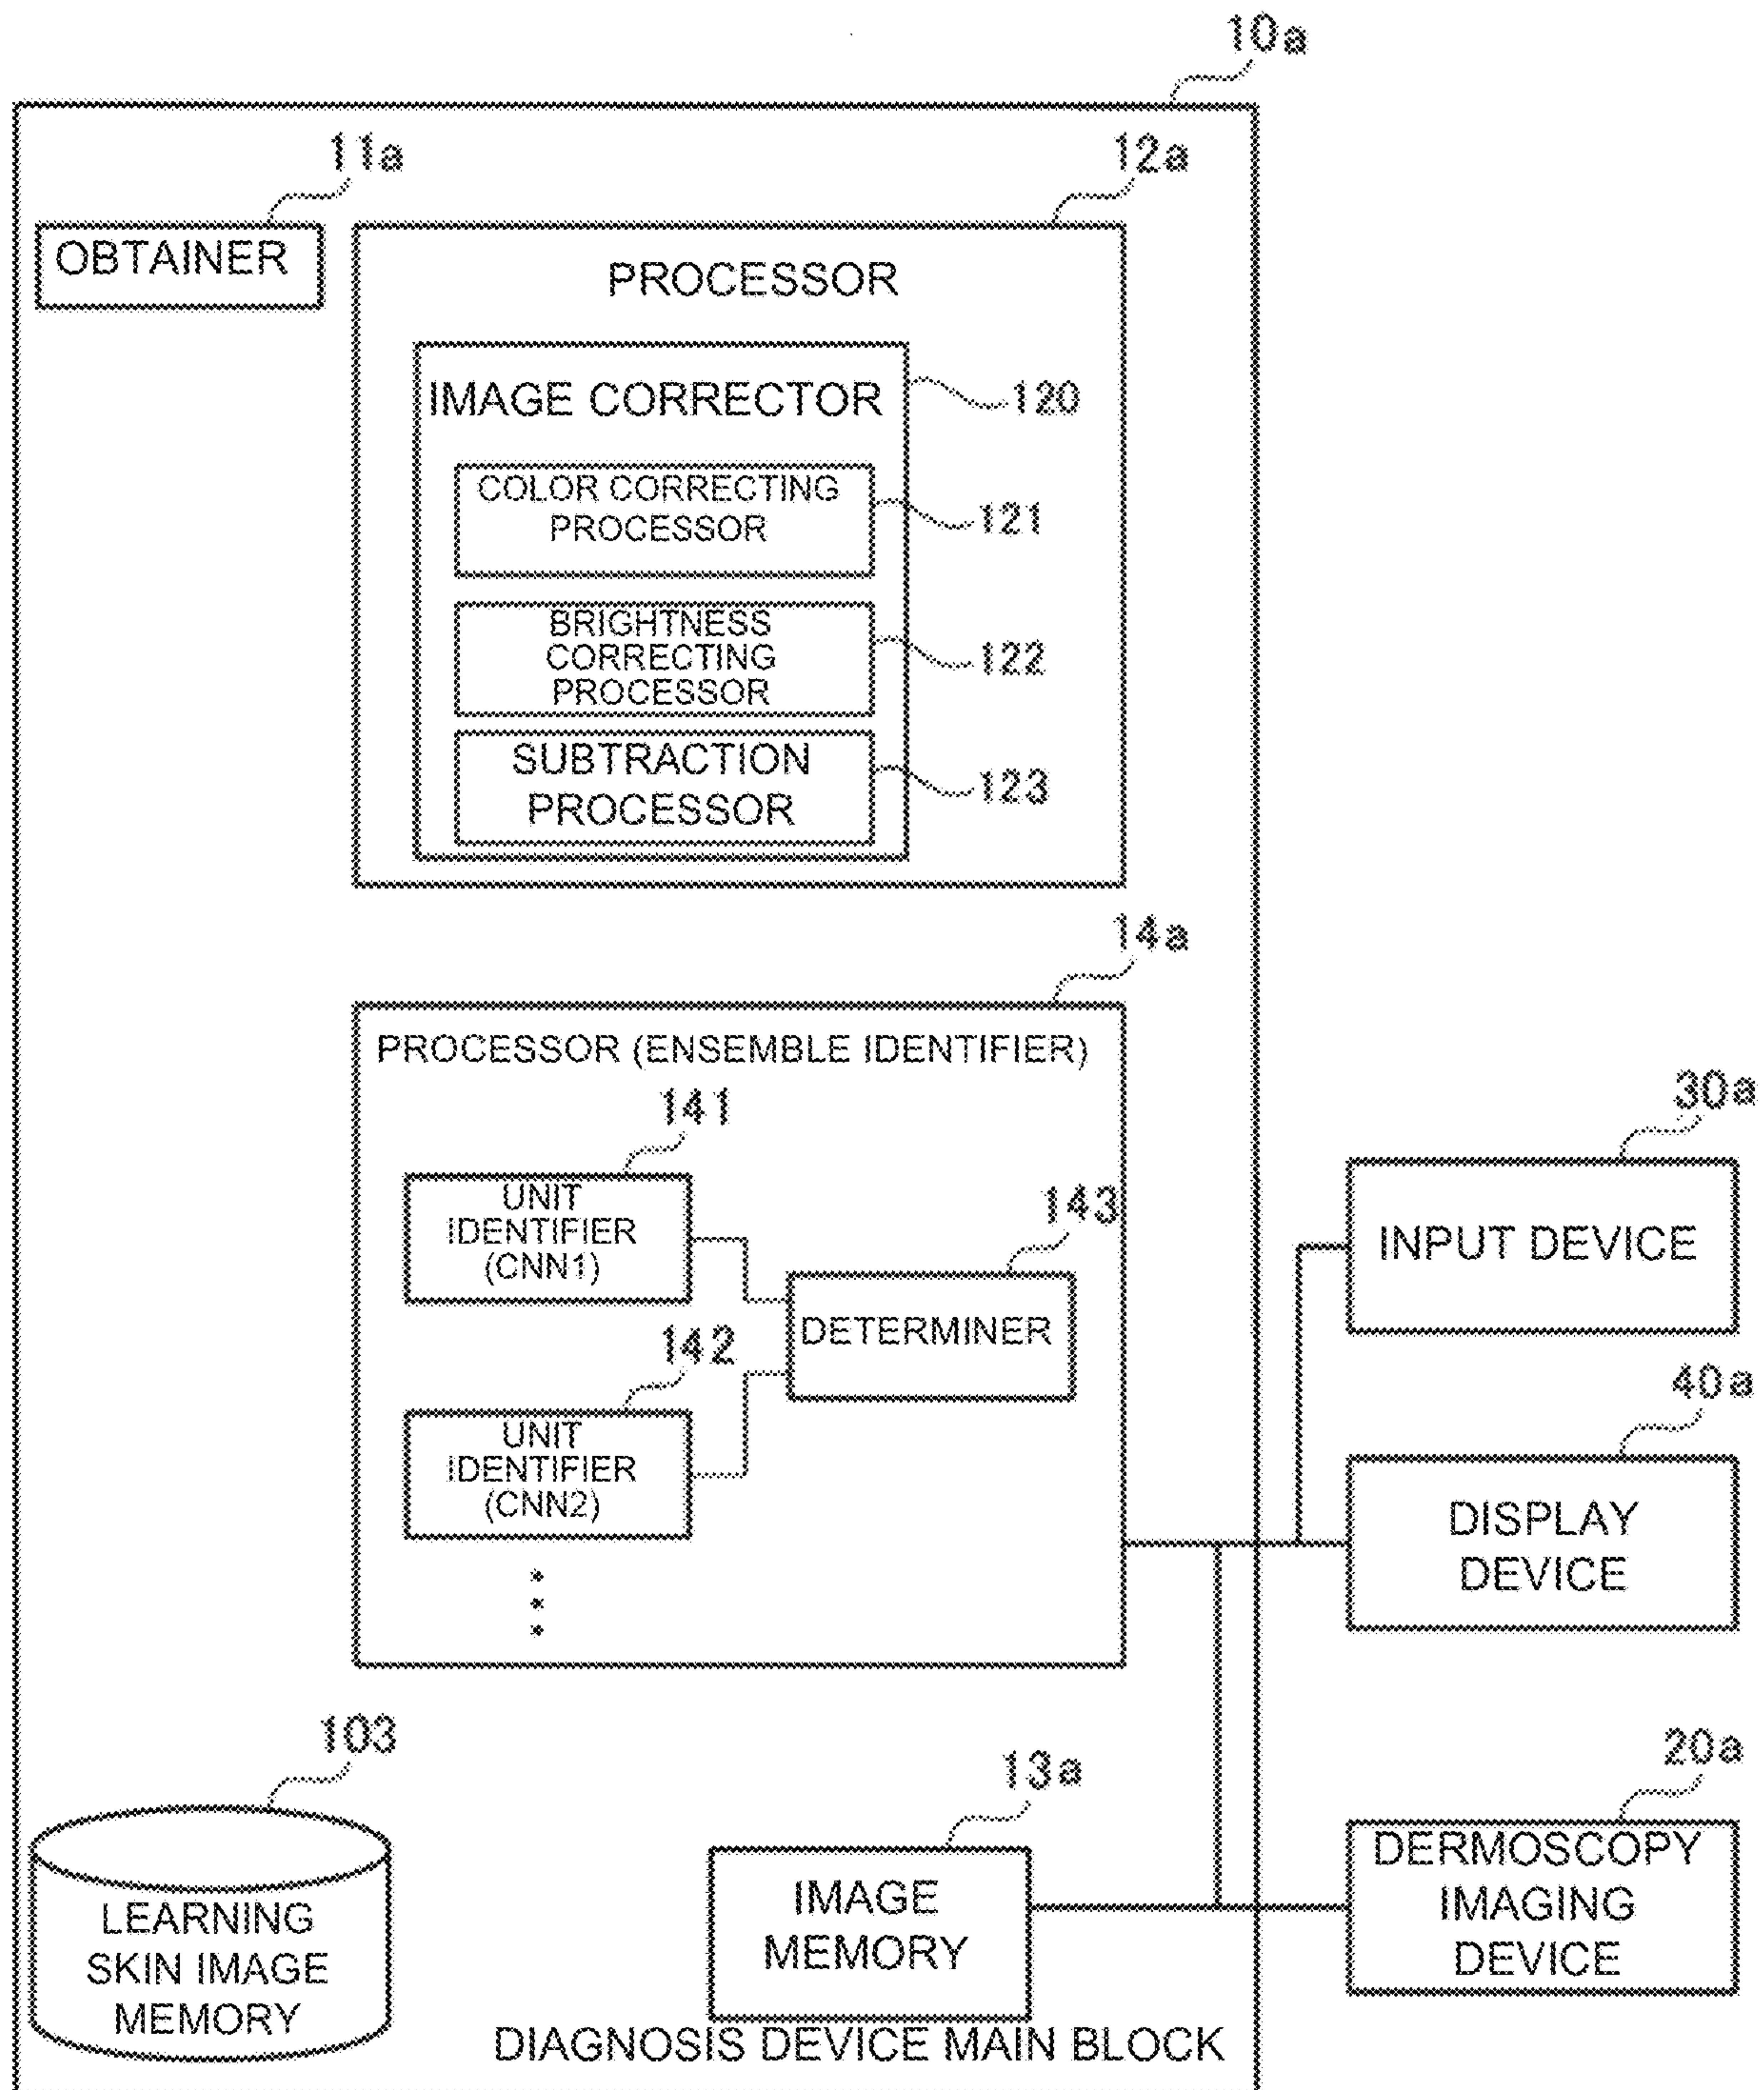 10a
11a
12a
OBTAINER
PROCESSOR
IMAGE CORRECTOR
120
COLOR CORRECTING
PROCESSOR
121
BRIGHTNESS
CORRECTING
PROCESSOR
122
SUBTRACTION
PROCESSOR
123
14a
PROCESSOR (ENSEMBLE IDENTIFIER)
141
UNIT
IDENTIFIER
(CNN1)
143
DETERMINER
142
UNIT
IDENTIFIER
(CNN2)
30a
INPUT DEVICE
40a
DISPLAY
DEVICE
103
LEARNING
SKIN IMAGE
MEMORY
13a
IMAGE
MEMORY
20a
DERMOSCOPY
IMAGING
DEVICE
DIAGNOSIS DEVICE MAIN BLOCK